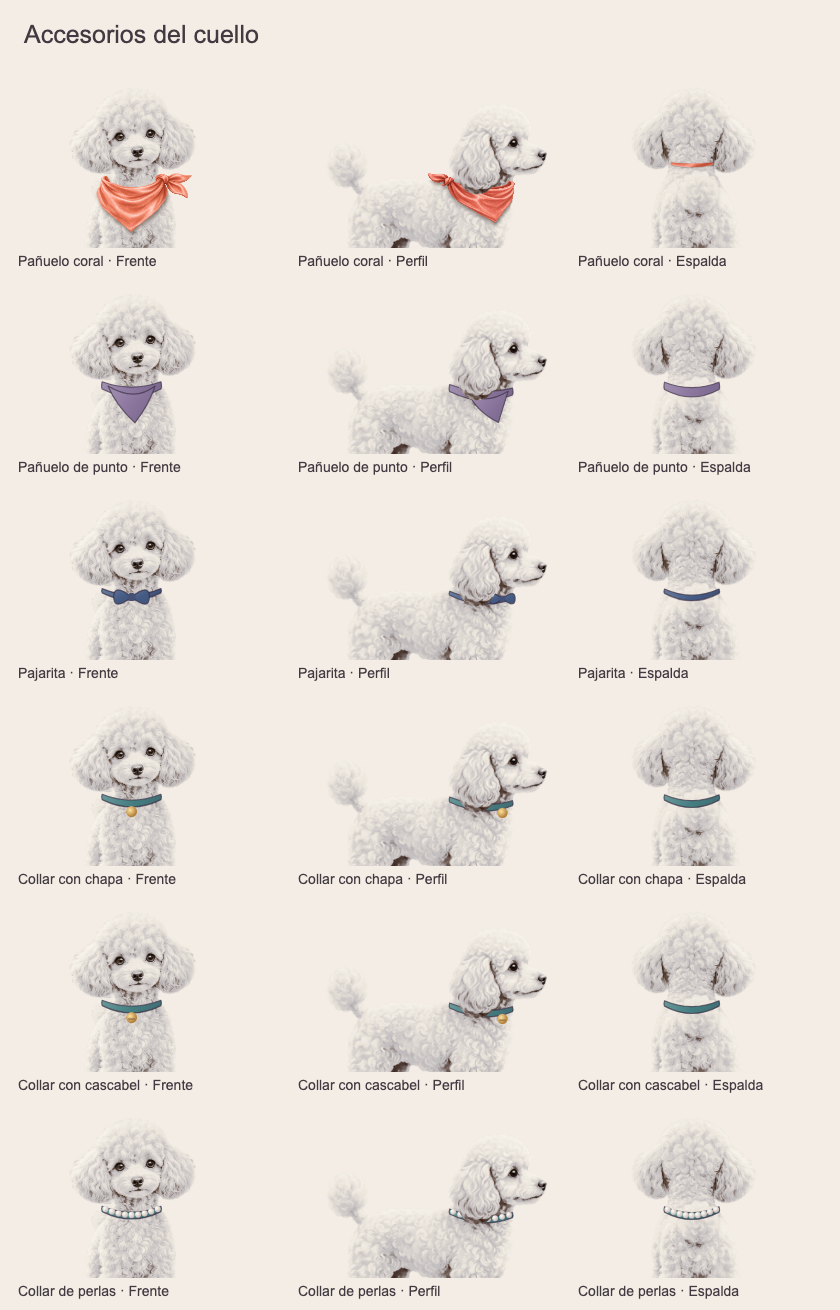 Accesorios del cuello
Pañuelo coral · Frente
Pañuelo coral · Perfil
Pañuelo coral · Espalda
Pañuelo de punto · Frente
Pañuelo de punto · Perfil
Pañuelo de punto · Espalda
Pajarita · Frente
Pajarita · Perfil
Pajarita · Espalda
Collar con chapa · Frente
Collar con chapa · Perfil
Collar con chapa · Espalda
Collar con cascabel · Frente
Collar con cascabel · Perfil
Collar con cascabel · Espalda
Collar de perlas · Frente
Collar de perlas · Perfil
Collar de perlas · Espalda